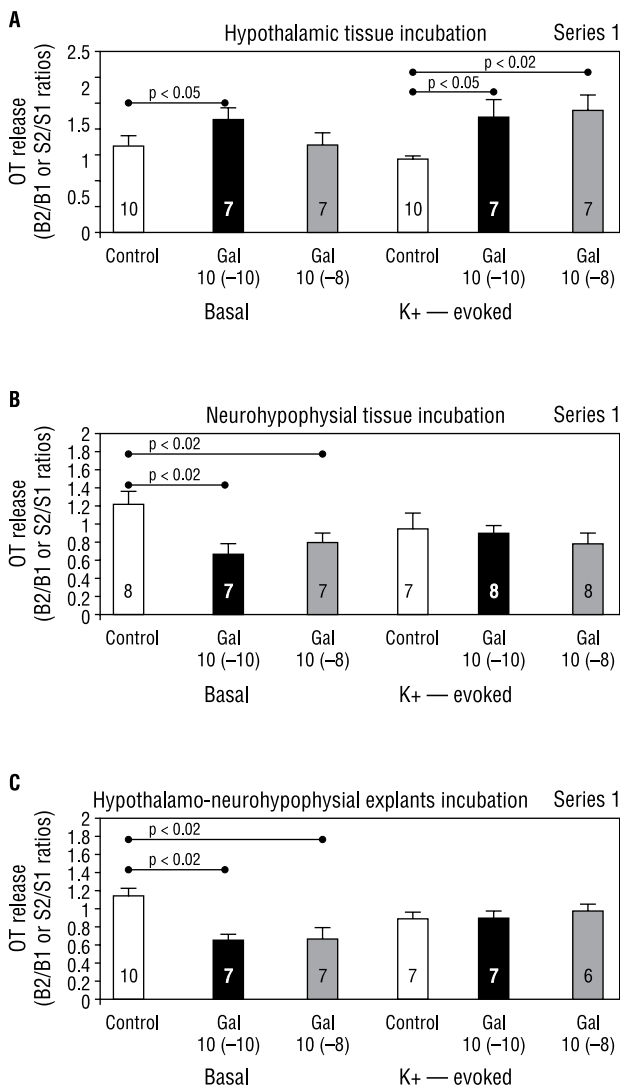 A
Hypothalamic tissue incubation Series 1
OT release
(B2/B1 or S2/S1 ratios)
2.5
2
1.5
1
0.5
0
p < 0.05
p < 0.02
p < 0.05
10 7 7 10 7 7
Control Gal Gal Control Gal Gal
10 (–10) 10 (–8) 10 (–10) 10 (–8)
Basal K+ — evoked
B
Neurohypophysial tissue incubation Series 1
OT release
(B2/B1 or S2/S1 ratios)
2
1.8
1.6
1.4
1.2
1
0.8
0.6
0.4
0.2
0
p < 0.02
p < 0.02
8 7 7 7 8 8
Control Gal Gal Control Gal Gal
10 (–10) 10 (–8) 10 (–10) 10 (–8)
Basal K+ — evoked
C
Hypothalamo-neurohypophysial explants incubation Series 1
OT release
(B2/B1 or S2/S1 ratios)
2
1.8
1.6
1.4
1.2
1
0.8
0.6
0.4
0.2
0
p < 0.02
p < 0.02
10 7 7 7 7 6
Control Gal Gal Control Gal Gal
10 (–10) 10 (–8) 10 (–10) 10 (–8)
Basal K+ — evoked